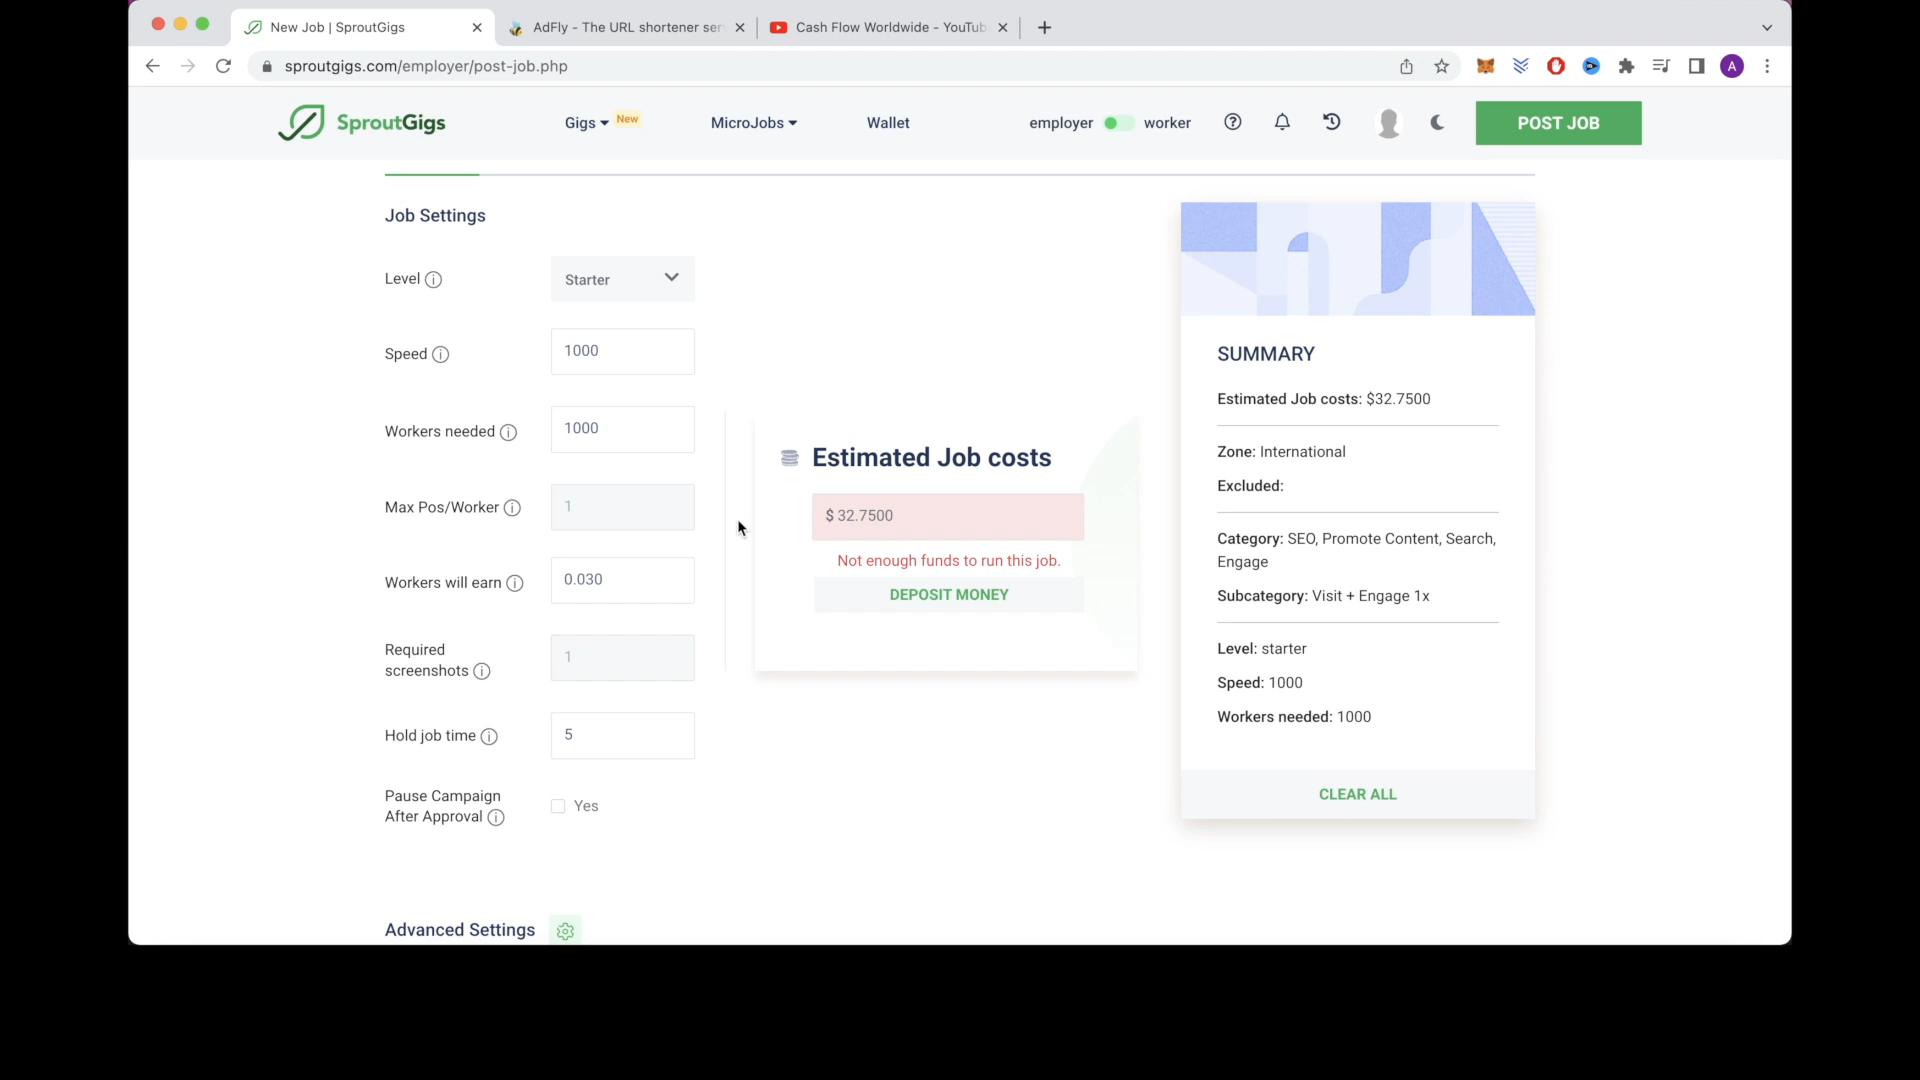 New Job | SproutGigs
AdFly - The URL shortener ser
Cash Flow Worldwide - YouTub
sproutgigs.com/employer/post-job.php
A
SproutGigs
Gigs
New
MicroJobs
Wallet
employer
worker
POST JOB
Job Settings
Level
Starter
Speed
1000
Workers needed
1000
Max Pos/Worker
1
Workers will earn
0.030
Required
screenshots
1
Hold job time
5
Pause Campaign
After Approval
Yes
Advanced Settings
Estimated Job costs
$ 32.7500
Not enough funds to run this job.
DEPOSIT MONEY
SUMMARY
Estimated Job costs: $32.7500
Zone: International
Excluded:
Category: SEO, Promote Content, Search,
Engage
Subcategory: Visit + Engage 1x
Level: starter
Speed: 1000
Workers needed: 1000
CLEAR ALL